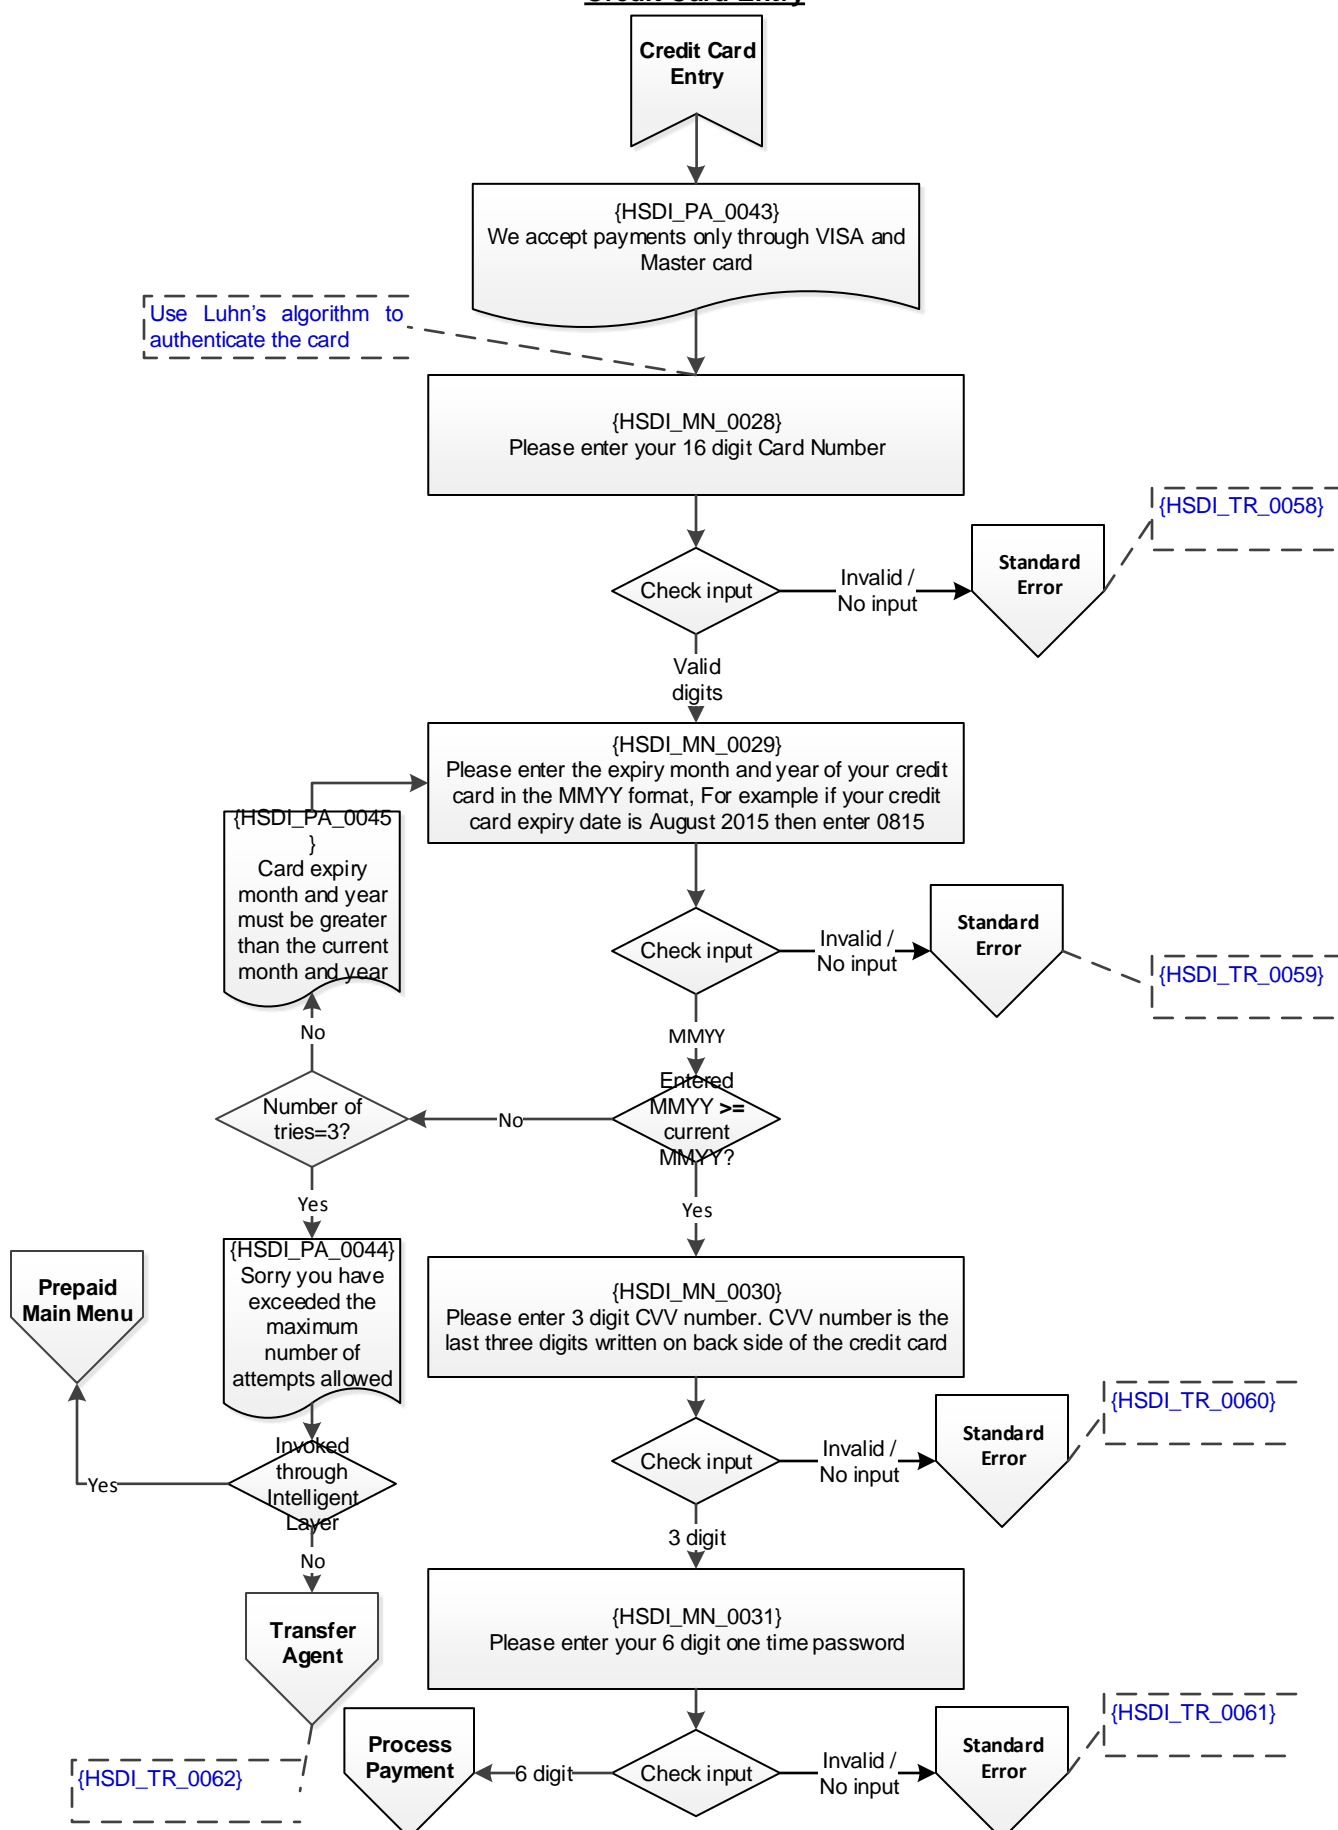 Credit Card Entry
Credit Card
Entry
{HSDI_PA_0043}
We accept payments only through VISA and
Master card
Use Luhn's algorithm to
authenticate the card
{HSDI_MN_0028}
Please enter your 16 digit Card Number
{HSDI_TR_0058}
Check input
Invalid /
No input
Standard
Error
Valid
digits
{HSDI_MN_0029}
Please enter the expiry month and year of your credit
card in the MMYY format, For example if your credit
card expiry date is August 2015 then enter 0815
{HSDI_PA_0045
}
Card expiry
month and year
must be greater
than the current
month and year
Check input
Invalid /
No input
Standard
Error
{HSDI_TR_0059}
No
MMYY
Number of
tries=3?
No
Entered
MMYY >=
current
MMYY?
Yes
Yes
Prepaid
Main Menu
{HSDI_PA_0044}
Sorry you have
exceeded the
maximum
number of
attempts allowed
{HSDI_MN_0030}
Please enter 3 digit CVV number. CVV number is the
last three digits written on back side of the credit card
{HSDI_TR_0060}
Yes
Invoked
through
Intelligent
Layer
Check input
Invalid /
No input
Standard
Error
No
3 digit
Transfer
Agent
{HSDI_MN_0031}
Please enter your 6 digit one time password
{HSDI_TR_0061}
{HSDI_TR_0062}
Process
Payment
6 digit
Check input
Invalid /
No input
Standard
Error